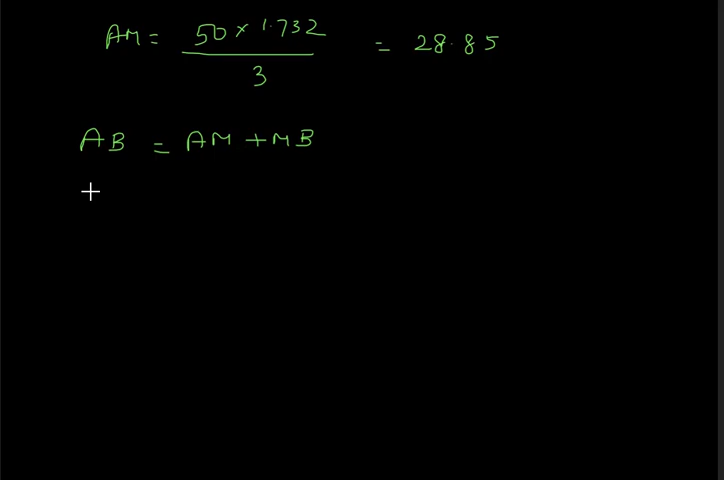 AM = 50 × 1.732 / 3 = 28.85
AB = AM + MB